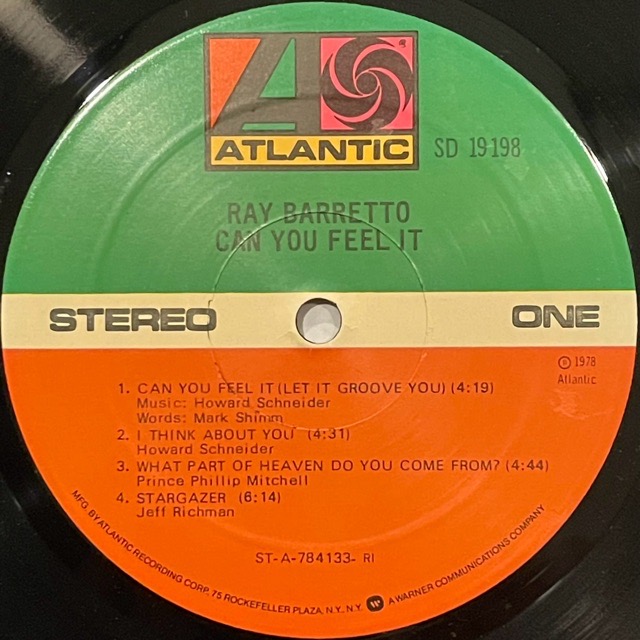 ATLANTIC
SD 19198
RAY BARRETTO
CAN YOU FEEL IT
STEREO
ONE
℗ 1978
Atlantic
1. CAN YOU FEEL IT (LET IT GROOVE YOU) (4:19)
Music: Howard Schneider
Words: Mark Shimm
2. I THINK ABOUT YOU (4:31)
Howard Schneider
3. WHAT PART OF HEAVEN DO YOU COME FROM? (4:44)
Prince Phillip Mitchell
4. STARGAZER (6:14)
Jeff Richman
ST-A-784133- RI
MFG. BY ATLANTIC RECORDING CORP. 75 ROCKEFELLER PLAZA, N.Y., N.Y. A WARNER COMMUNICATIONS COMPANY